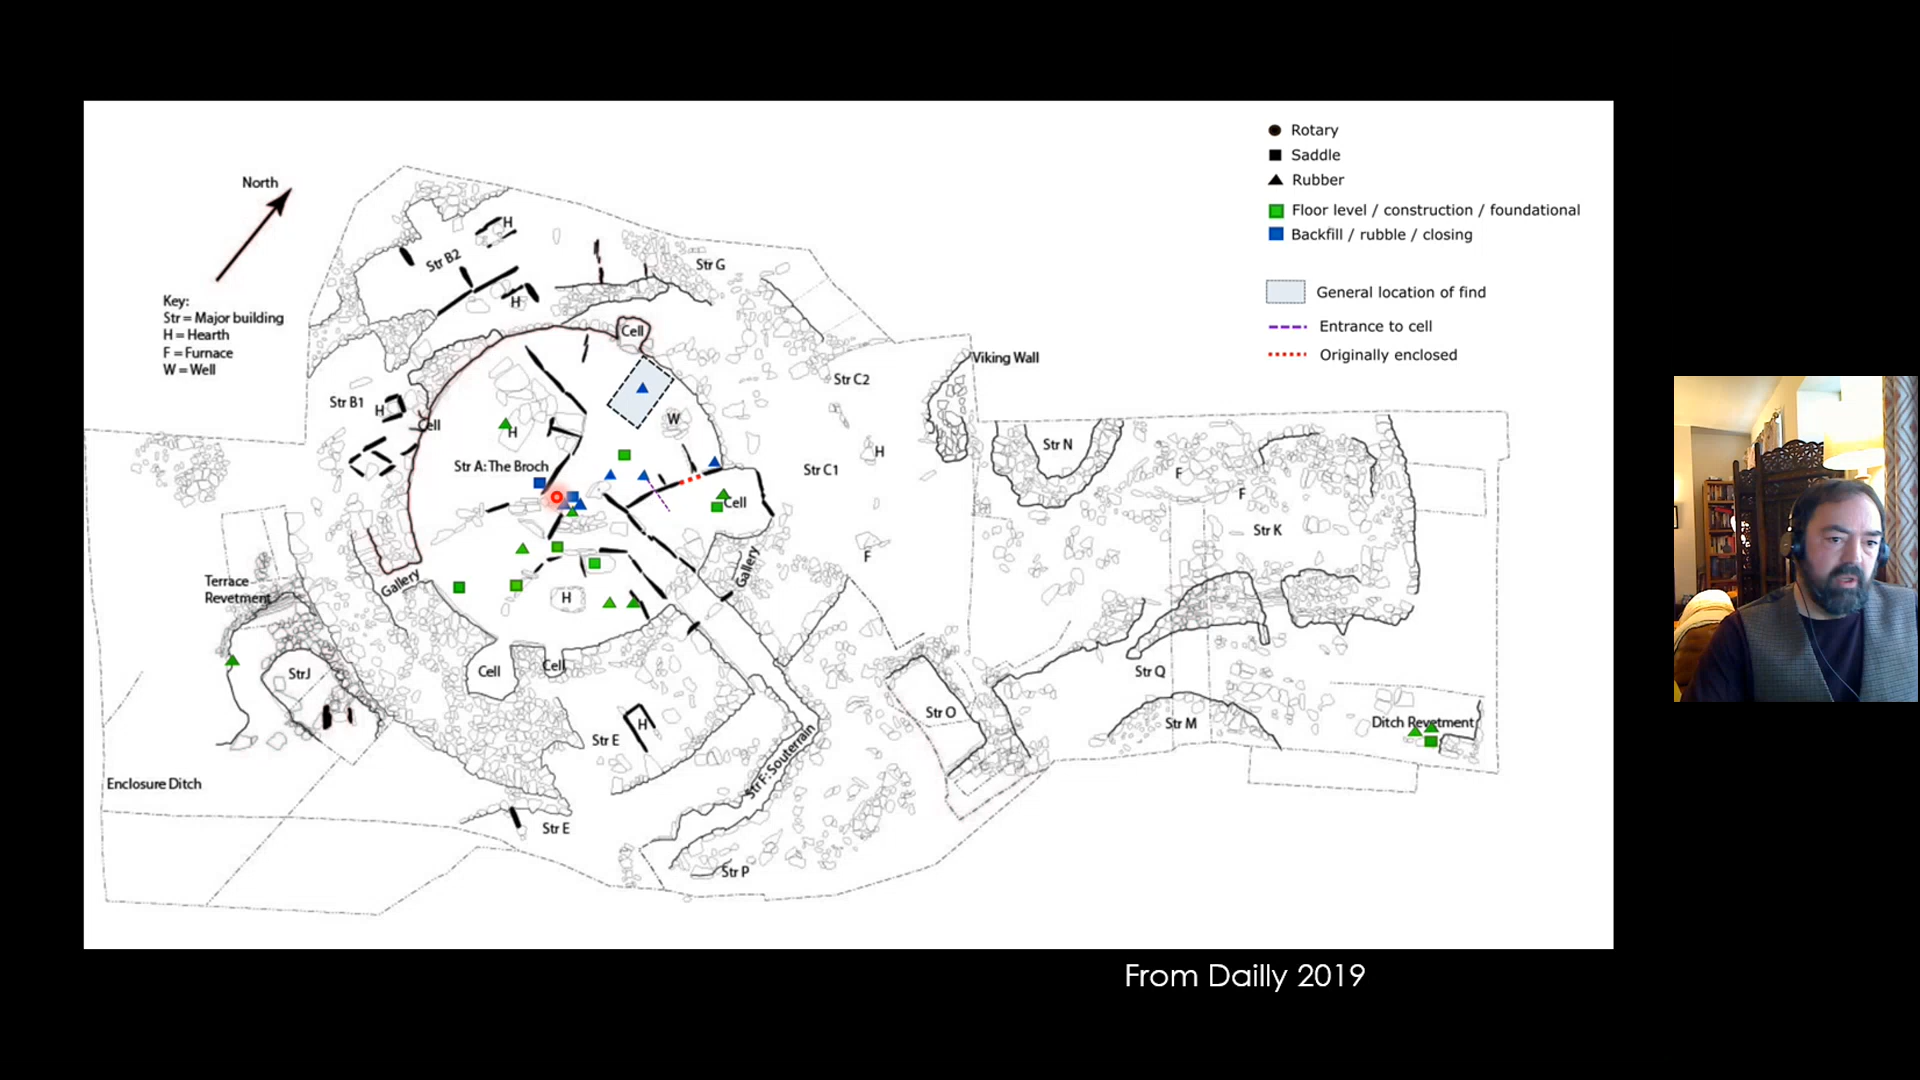 North
Key:
Str = Major building
H = Hearth
F = Furnace
W = Well
Rotary
Saddle
Rubber
Floor level / construction / foundational
Backfill / rubble / closing
General location of find
Entrance to cell
Originally enclosed
H
Str B2
H
Str G
Cell
Viking Wall
Str C2
Str B1
H
Cell
W
H
Str A: The Broch
Str C1
H
Str N
F
F
Cell
Str K
F
Gallery
Gallery
H
Terrace
Revetment
StrJ
Cell
Cell
Str Q
Str O
Str M
Ditch Revetment
H
Str E
Str F: Souterrain
Enclosure Ditch
Str E
Str P
From Dailly 2019